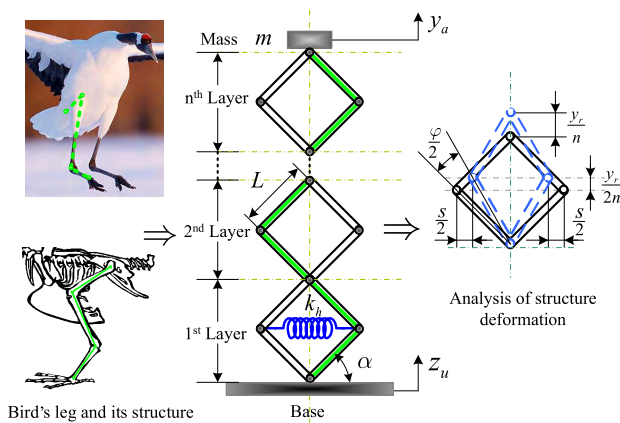 Mass m
y_a
n^th Layer
L
2^nd Layer
k_h
1^st Layer
α
z_u
Base
Bird's leg and its structure
φ/2
y_r/n
y_r/2n
s/2
s/2
Analysis of structure
deformation